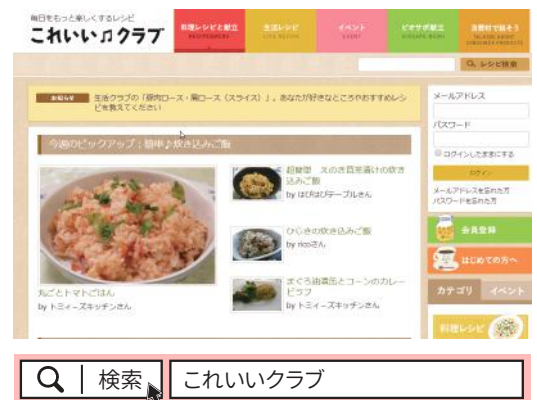 毎日をもっと楽しくするレシピ
これいい♫クラブ
料理レシピと献立
生活レシピ
イベント
EVENT
ビオサポ献立
消費材で話そう
レシピ検索
お知らせ
生活クラブの「豚肉ロース・肩ロース（スライス）」。あなたが好きなところやおすすめレシ
ピを教えてください
今週のピックアップ：簡単♪炊き込みご飯
丸ごとトマトごはん
by トミィーズキッチンさん
超簡単 えのき百芝漬けの炊き
込みご飯
by はぴはぴテーブルさん
ひじきの炊き込みご飯
by ricoさん
まぐろ油漬缶とコーンのカレー
ピラフ
by トミィーズキッチンさん
メールアドレス
パスワード
ログインしたままにする
ログイン
メールアドレスを忘れた方
パスワードを忘れた方
会員登録
はじめての方へ
カテゴリ
イベント
料理レシピ
検索
これいいクラブ